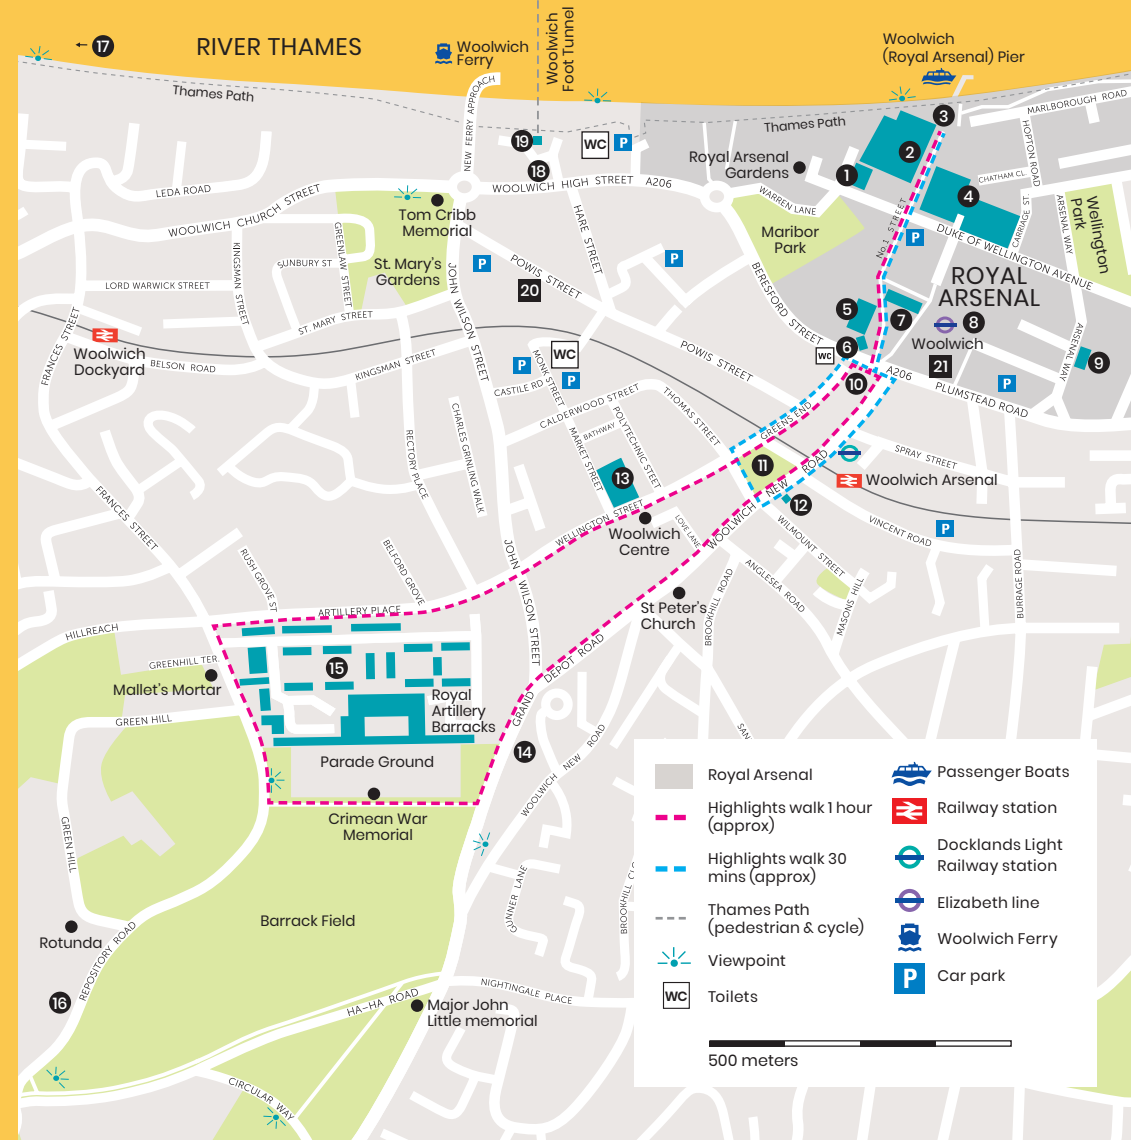 17
RIVER THAMES
Woolwich
Ferry
Woolwich
Foot Tunnel
Woolwich
(Royal Arsenal) Pier
Thames Path
NEW FERRY APPROACH
19
WC
P
18
Thames Path
3
MARLBOROUGH ROAD
HOPTON ROAD
2
Royal Arsenal
Gardens
1
CHATHAM CL.
4
LEDA ROAD
WOOLWICH HIGH STREET A206
WARREN LANE
WOOLWICH CHURCH STREET
Tom Cribb
Memorial
HARE STREET
No.1 STREET
P
CARRIAGE ST.
ARSENAL WAY
Wellington
Park
Maribor
Park
DUKE OF WELLINGTON AVENUE
KINGSMAN STREET
GREENLAW STREET
SUNBURY ST
St. Mary's
Gardens
P
POWIS STREET
P
BERESFORD STREET
ROYAL
ARSENAL
LORD WARWICK STREET
20
JOHN WILSON STREET
ST. MARY STREET
5
7
8
Woolwich
6
WC
21
ARSENAL WAY
9
FRANCES STREET
Woolwich
Dockyard
BELSON ROAD
KINGSMAN STREET
P
WC
P
MONK STREET
CASTILE RD
POWIS STREET
10
A206
PLUMSTEAD ROAD
P
CALDERWOOD STREET
THOMAS STREET
GREENS END
CHARLES GRINLING WALK
RECTORY PLACE
MARKET STREET
BATHWAY
POLYTECHNIC STEET
13
11
SPRAY STREET
Woolwich Arsenal
12
WELLINGTON STREET
Woolwich
Centre
LOVE LANE
WOOLWICH NEW ROAD
WILMOUNT STREET
VINCENT ROAD
P
FRANCES STREET
RUSH GROVE ST
BELFORD GROVE
JOHN WILSON STREET
ANGLESEA ROAD
MASONS HILL
BURRAGE ROAD
ARTILLERY PLACE
St Peter's
Church
BROOKHILL ROAD
HILLREACH
GREENHILL TER.
Mallet's Mortar
15
Royal
Artillery
Barracks
GRAND DEPOT ROAD
GREEN HILL
Parade Ground
14
WOOLWICH NEW ROAD
SAN
Crimean War
Memorial
GREEN HILL
GUNNER LANE
Barrack Field
Rotunda
REPOSITORY ROAD
16
HA-HA ROAD
NIGHTINGALE PLACE
Major John
Little memorial
CIRCULAR WAY
Royal Arsenal
Highlights walk 1 hour
(approx)
Highlights walk 30
mins (approx)
Thames Path
(pedestrian & cycle)
Viewpoint
WC
Toilets
Passenger Boats
Railway station
Docklands Light
Railway station
Elizabeth line
Woolwich Ferry
P
Car park
500 meters